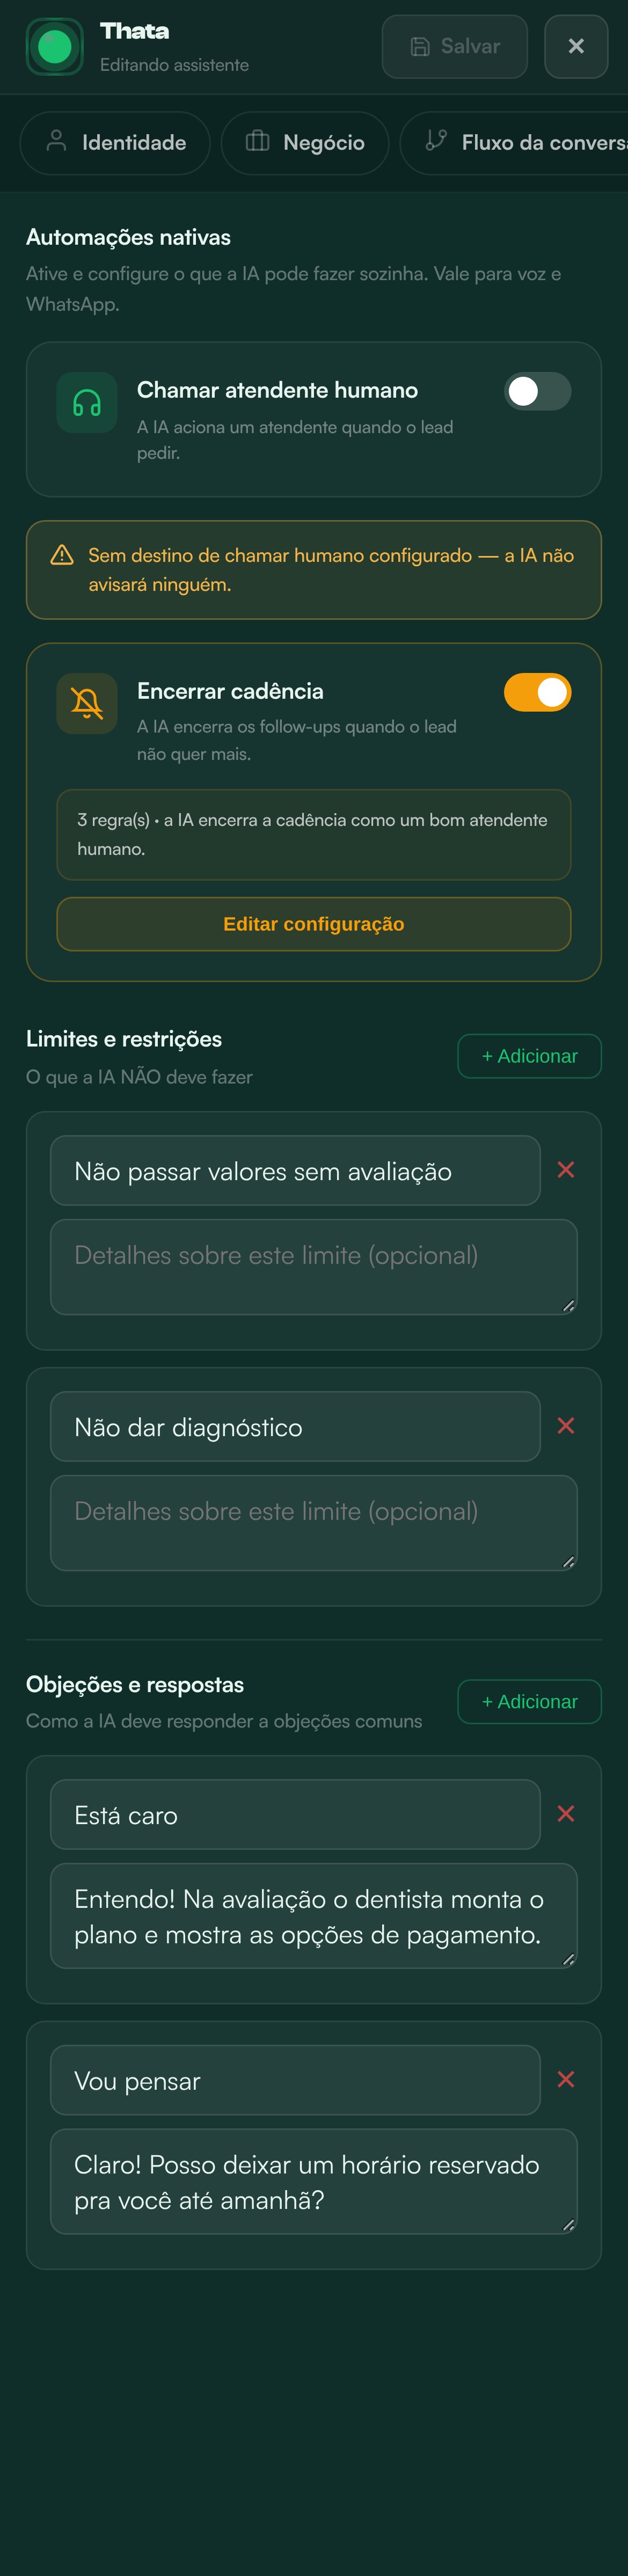 Thata
Editando assistente
Salvar
Identidade
Negócio
Fluxo da convers
Automações nativas
Ative e configure o que a IA pode fazer sozinha. Vale para voz e
WhatsApp.
Chamar atendente humano
A IA aciona um atendente quando o lead
pedir.
Sem destino de chamar humano configurado — a IA não
avisará ninguém.
Encerrar cadência
A IA encerra os follow-ups quando o lead
não quer mais.
3 regra(s) · a IA encerra a cadência como um bom atendente
humano.
Editar configuração
Limites e restrições
O que a IA NÃO deve fazer
+ Adicionar
Não passar valores sem avaliação
Detalhes sobre este limite (opcional)
Não dar diagnóstico
Detalhes sobre este limite (opcional)
Objeções e respostas
Como a IA deve responder a objeções comuns
+ Adicionar
Está caro
Entendo! Na avaliação o dentista monta o
plano e mostra as opções de pagamento.
Vou pensar
Claro! Posso deixar um horário reservado
pra você até amanhã?